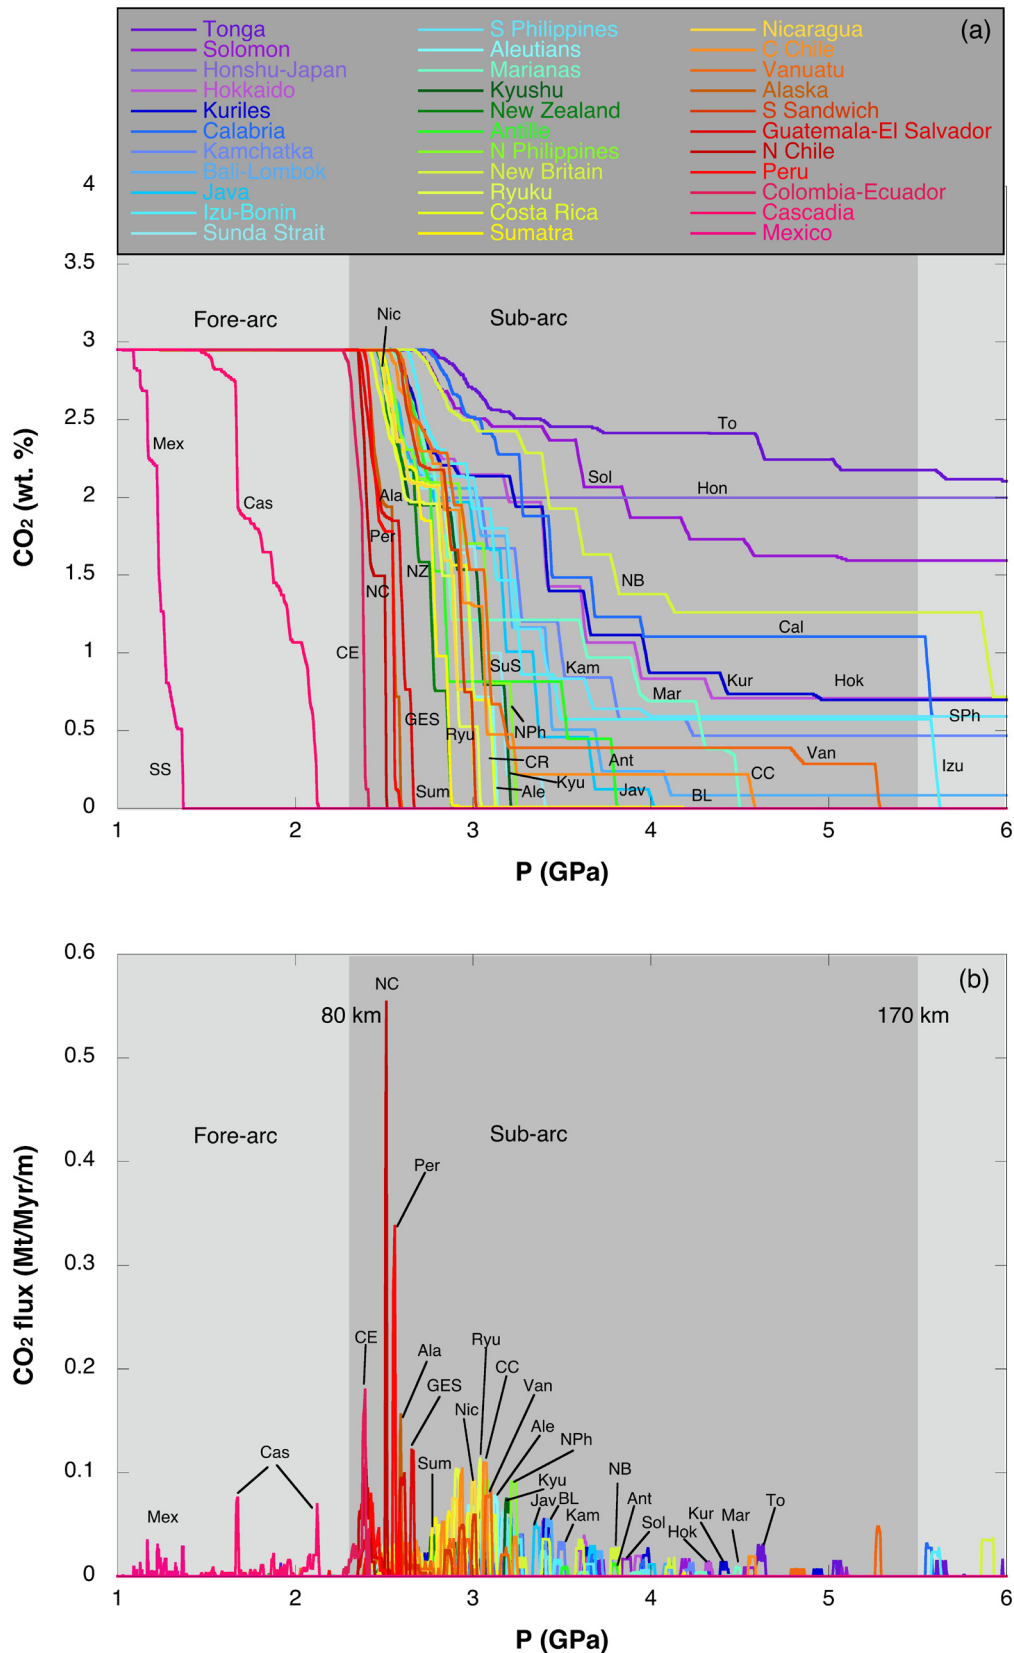 (a)
Tonga
Solomon
Honshu-Japan
Hokkaido
Kuriles
Calabria
Kamchatka
Bali-Lombok
Java
Izu-Bonin
Sunda Strait
S Philippines
Aleutians
Marianas
Kyushu
New Zealand
Antille
N Philippines
New Britain
Ryuku
Costa Rica
Sumatra
Nicaragua
C Chile
Vanuatu
Alaska
S Sandwich
Guatemala-El Salvador
N Chile
Peru
Colombia-Ecuador
Cascadia
Mexico
4
3.5
3
2.5
2
1.5
1
0.5
0
CO₂ (wt. %)
Fore-arc
Sub-arc
Nic
Mex
Cas
To
Sol
Hon
Ala
Per
NZ
NC
NB
Cal
CE
SuS
Kam
Mar
Kur
Hok
GES
Ryu
NPh
SPh
SS
CR
Ant
Van
Izu
Sum
Ale
Kyu
Jav
BL
CC
1 2 3 4 5 6
P (GPa)
0.6
0.5
0.4
0.3
0.2
0.1
0
CO₂ flux (Mt/Myr/m)
(b)
NC
80 km
170 km
Fore-arc
Sub-arc
Per
CE
Ryu
Ala
CC
GES
Van
Nic
Ale
NPh
Cas
Sum
Kyu
NB
Mex
Jav
BL
Kam
Ant
Sol
Hok
Kur
Mar
To
1 2 3 4 5 6
P (GPa)